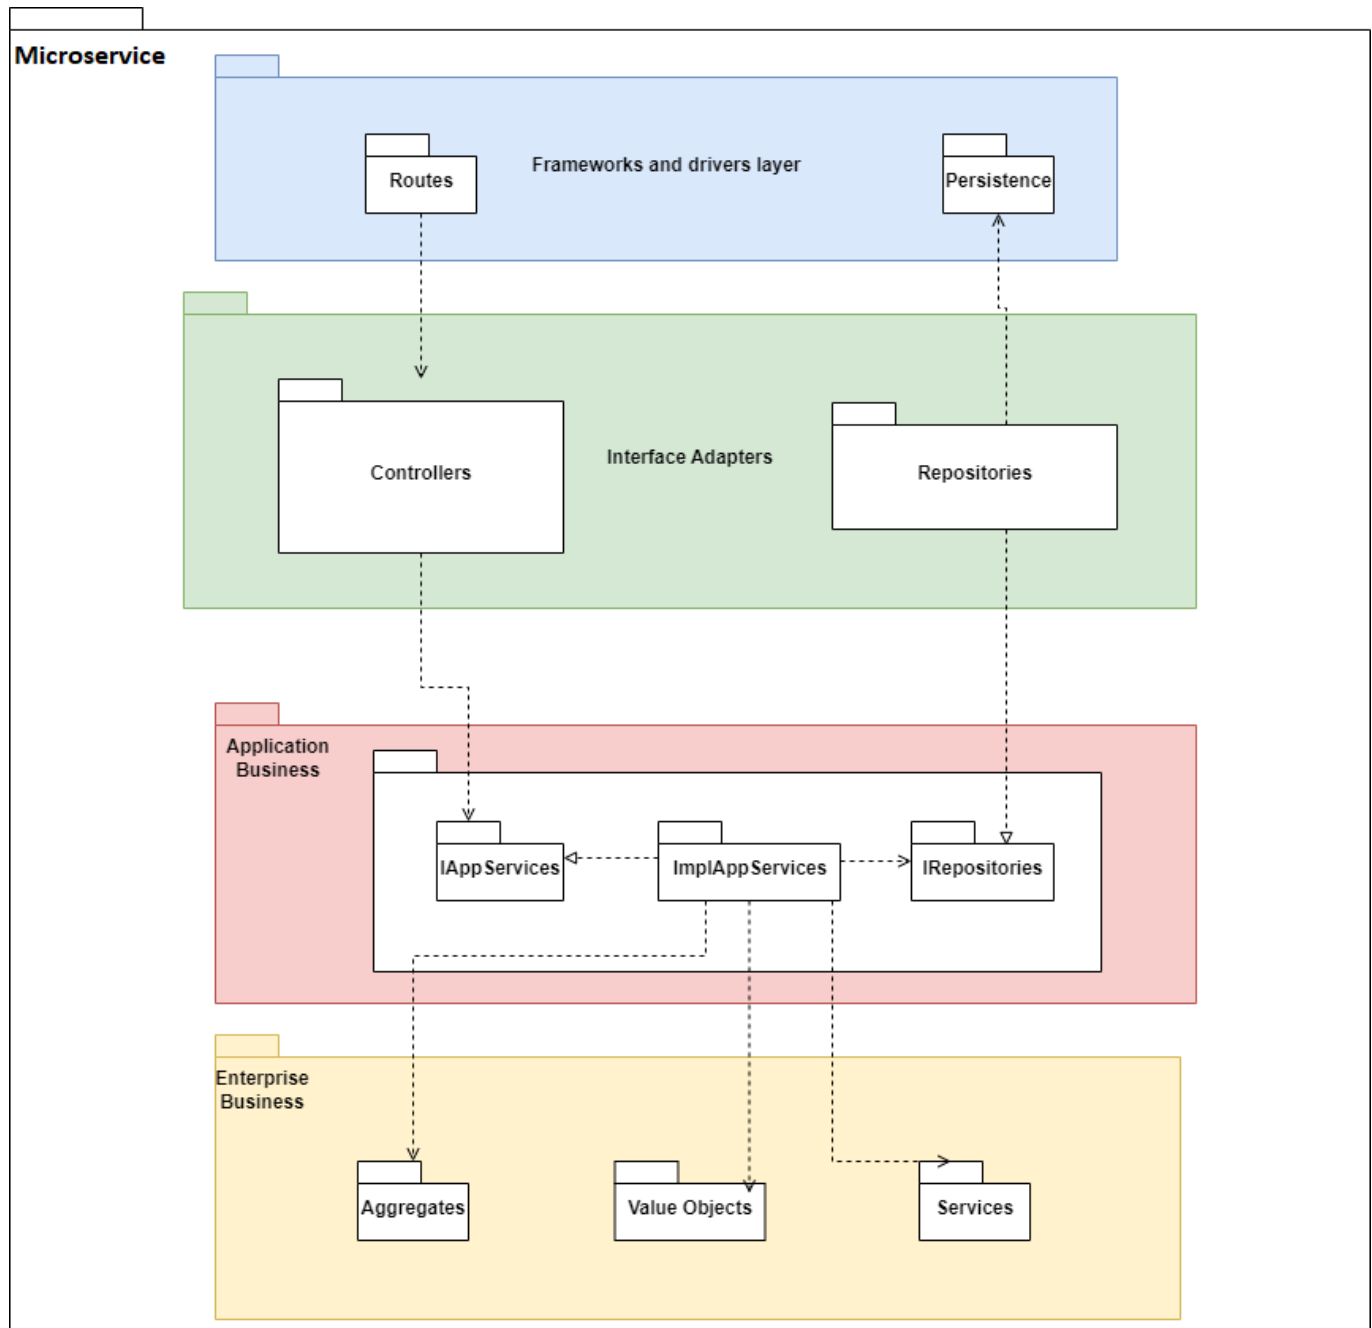 Microservice
Routes
Frameworks and drivers layer
Persistence
Controllers
Interface Adapters
Repositories
Application
Business
IAppServices
ImplAppServices
IRepositories
Enterprise
Business
Aggregates
Value Objects
Services